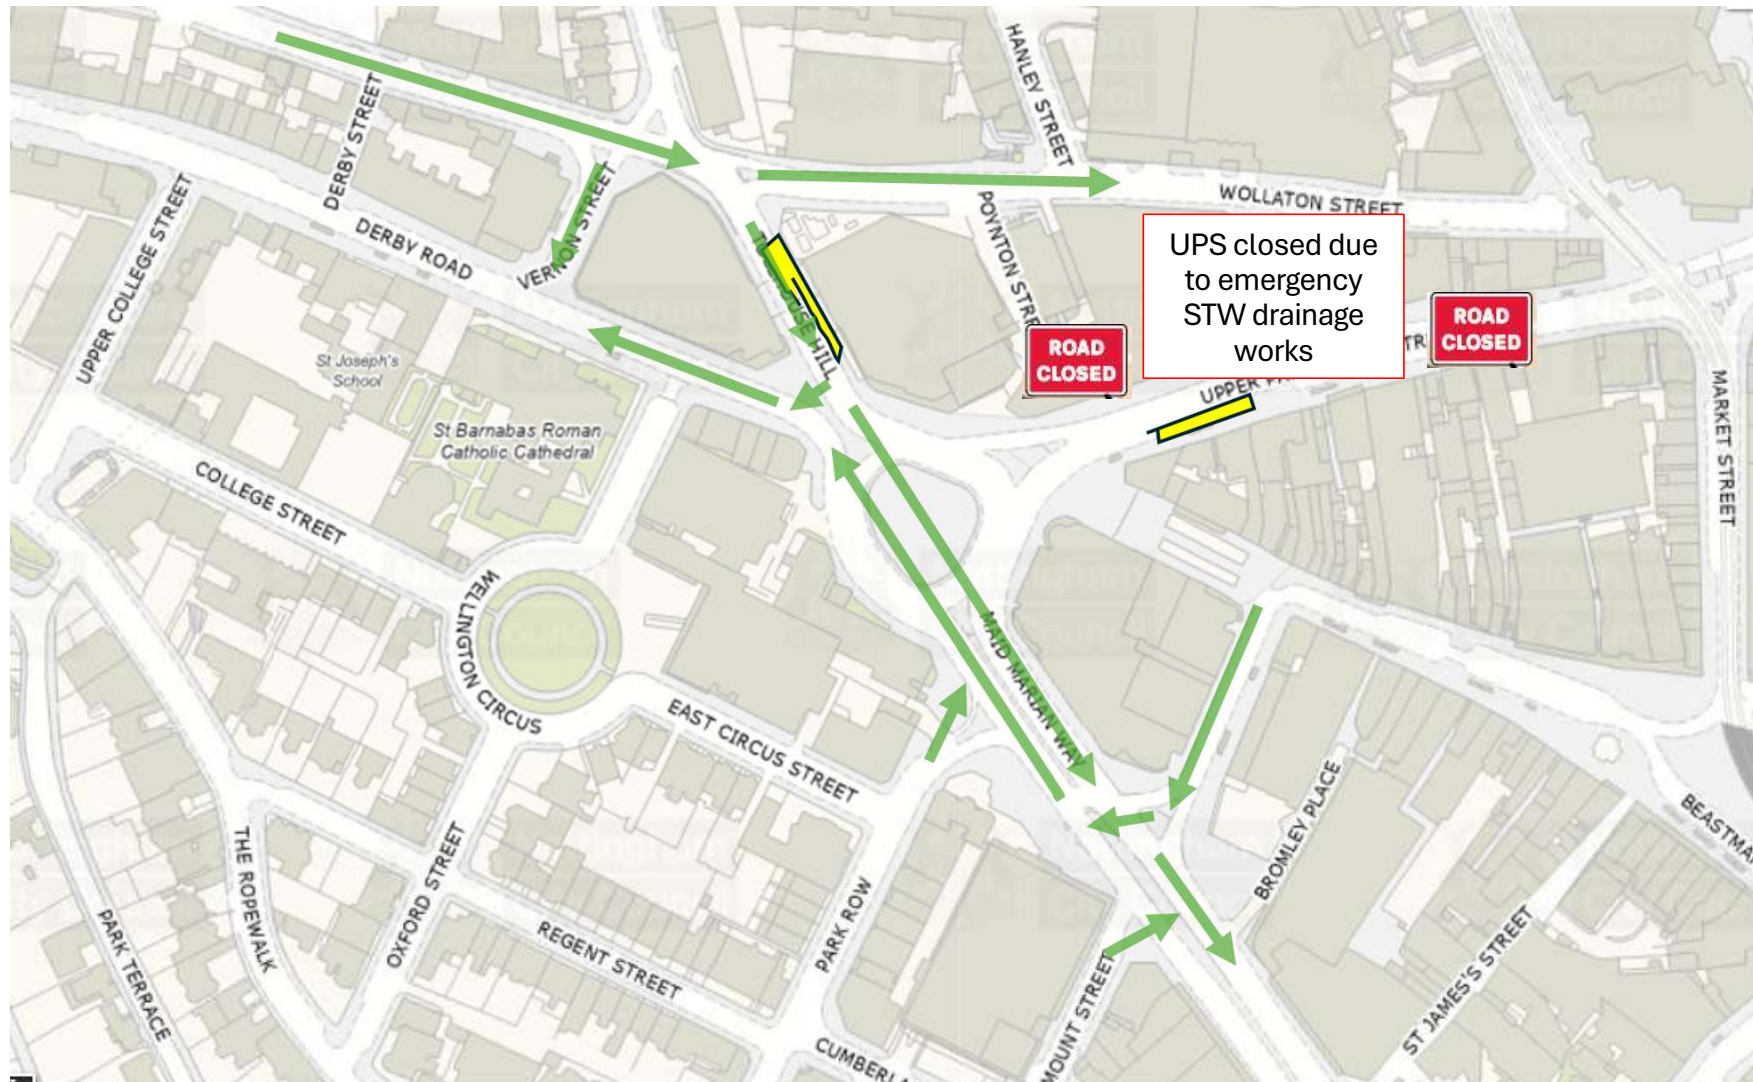 HANLEY STREET
DERBY STREET
WOLLATON STREET
VERNON STREET
POYNTON
UPPER COLLEGE STREET
DERBY ROAD
UPS closed due
to emergency
STW drainage
works
ROAD
CLOSED
ROAD
CLOSED
HILL
UPPER
St Joseph's
School
St Barnabas Roman
Catholic Cathedral
MARKET STREET
COLLEGE STREET
WELLINGTON CIRCUS
MAID MARIAN WAY
EAST CIRCUS STREET
BROMLEY PLACE
THE ROPEWALK
OXFORD STREET
PARK ROW
PARK TERRACE
REGENT STREET
MOUNT STREET
ST JAMES'S STREET